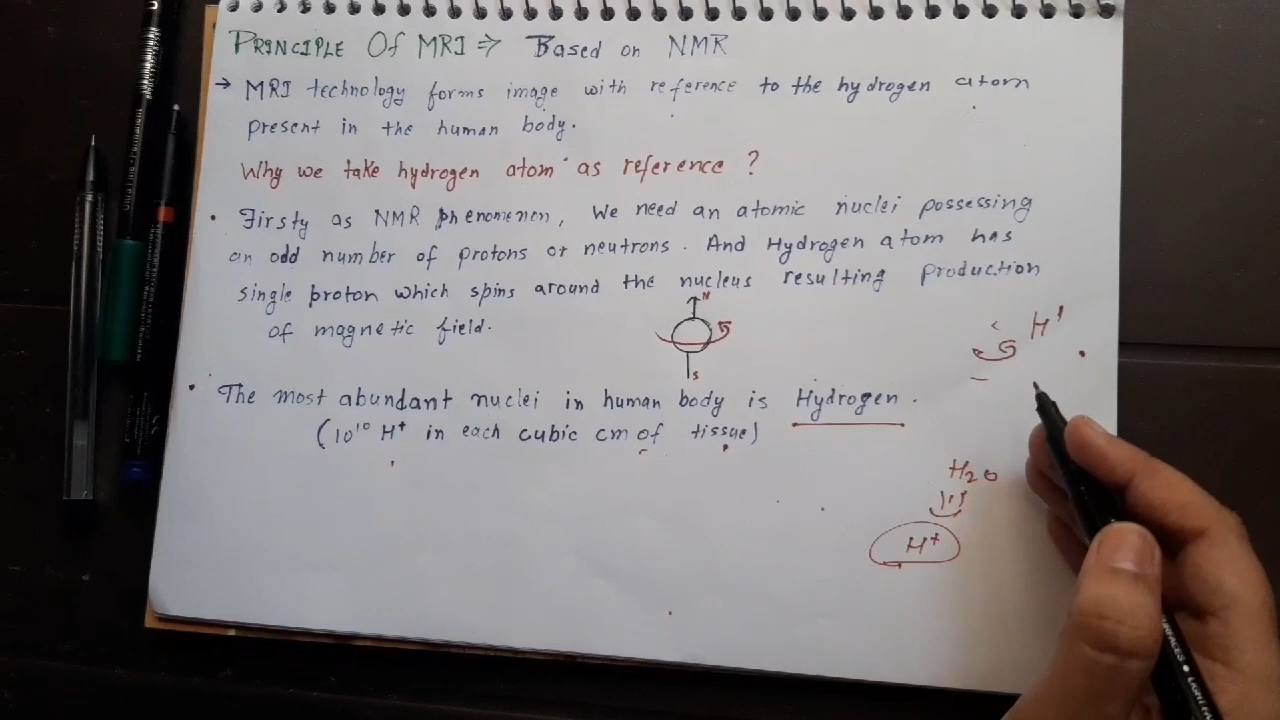 PRINCIPLE Of MRI ⇒ Based on NMR
→ MRI technology forms image with reference to the hydrogen atom
present in the human body.
Why we take hydrogen atom as reference ?
• Firsty as NMR phenomenon, We need an atomic nuclei possessing
an odd number of protons or neutrons. And Hydrogen atom has
single proton which spins around the nucleus resulting production
of magnetic field.
N
S
H¹
• The most abundant nuclei in human body is Hydrogen.
(10¹⁰ H⁺ in each cubic cm of tissue)
H₂O
H⁺